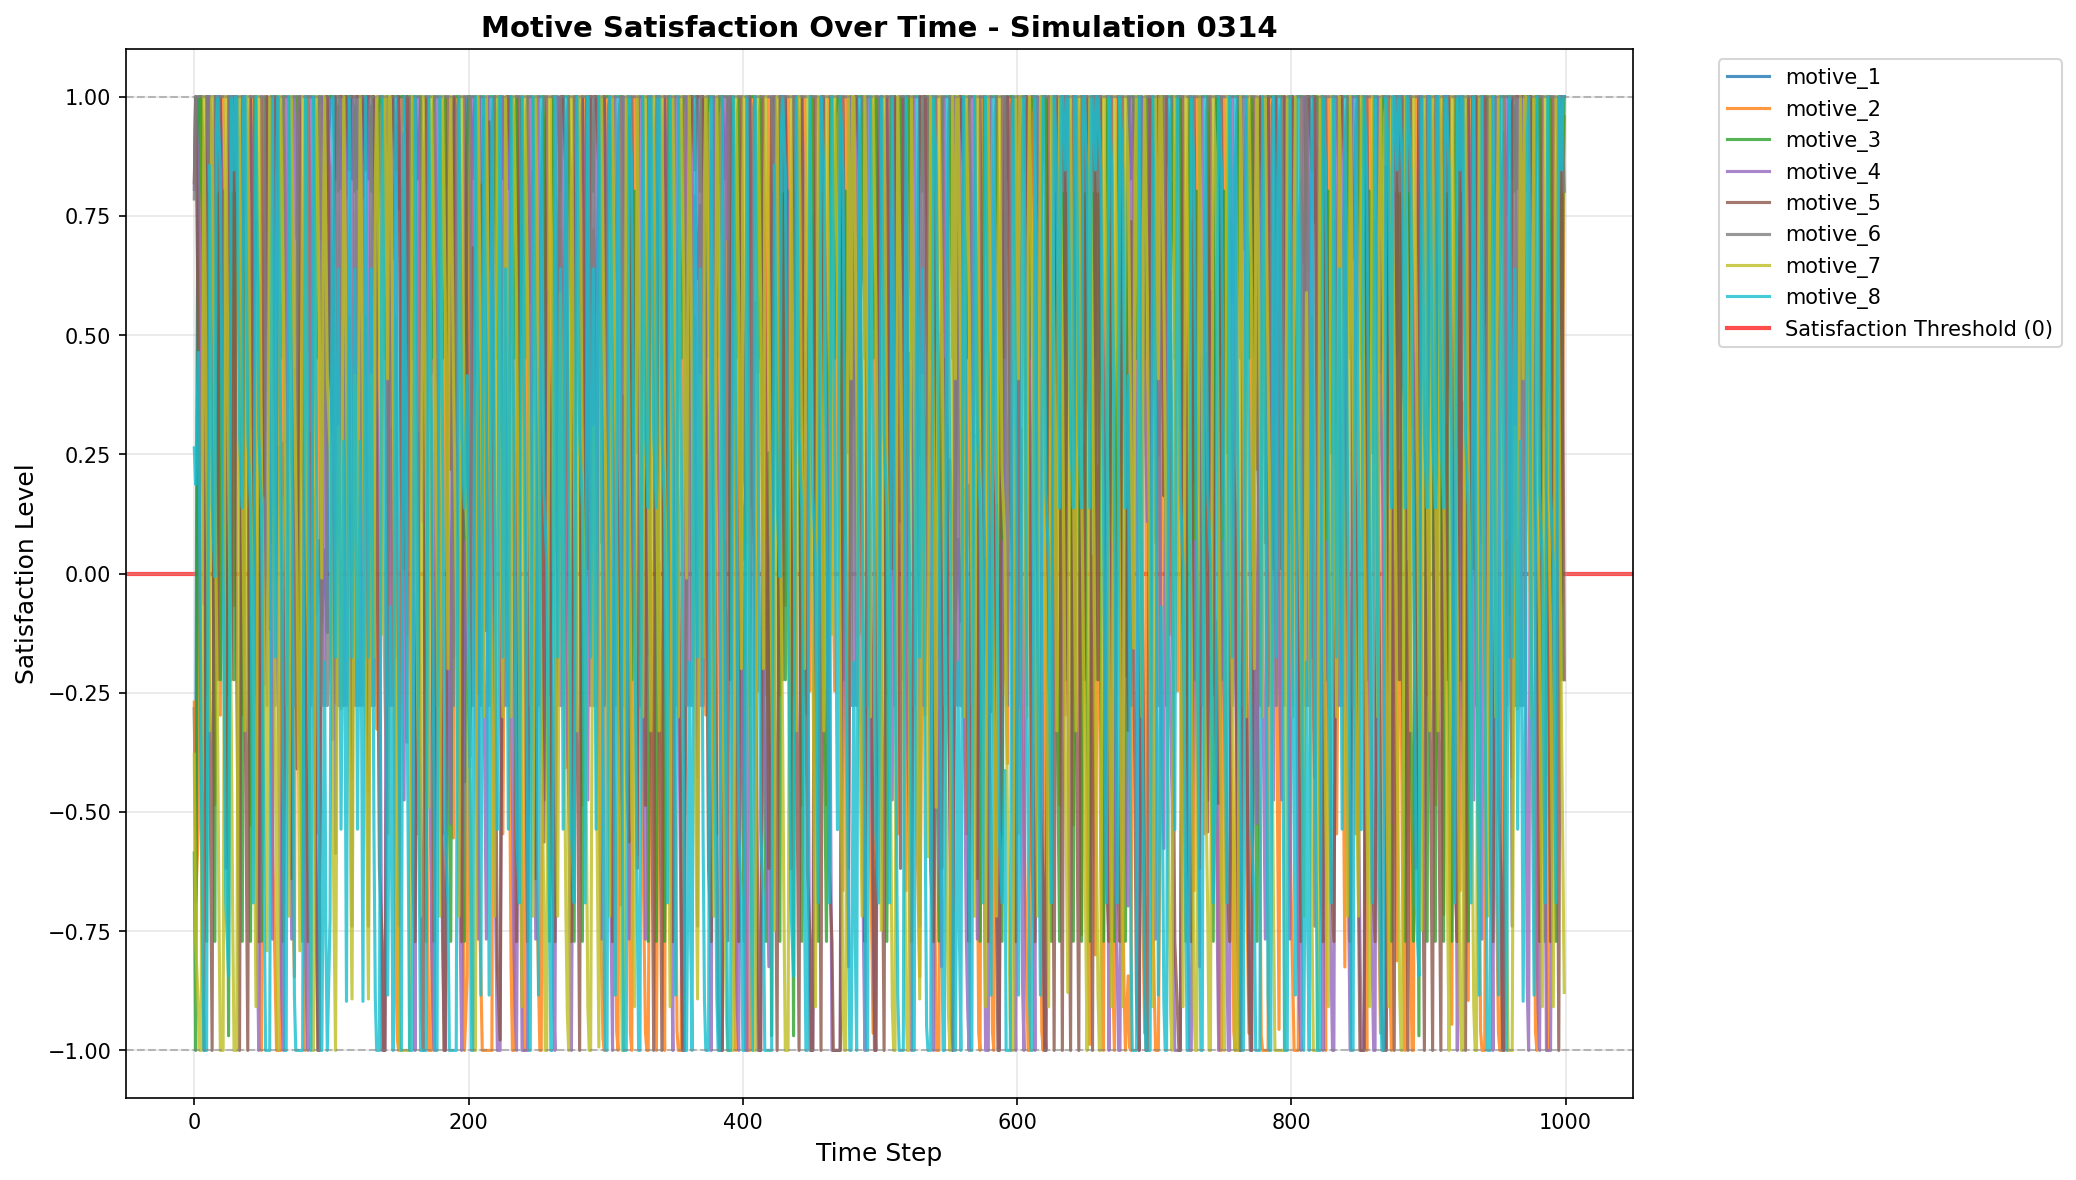 Motive Satisfaction Over Time - Simulation 0314
1.00
0.75
0.50
0.25
0.00
−0.25
−0.50
−0.75
−1.00
Satisfaction Level
0
200
400
600
800
1000
Time Step
motive_1
motive_2
motive_3
motive_4
motive_5
motive_6
motive_7
motive_8
Satisfaction Threshold (0)